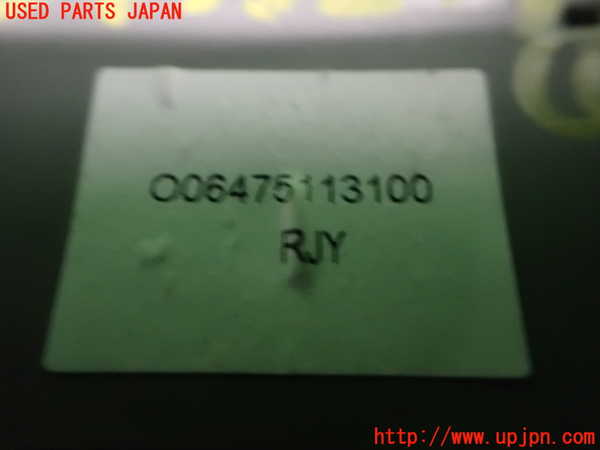 USED PARTS JAPAN
O06475113100
RJY
http://www.upjpn.com/